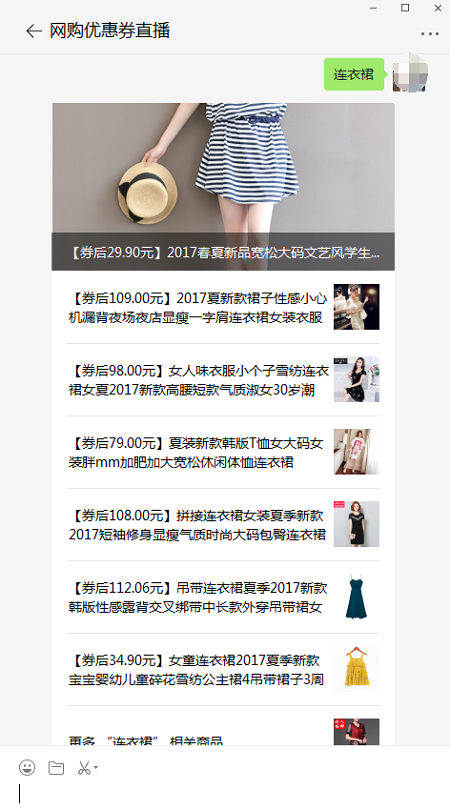 网购优惠券直播
连衣裙
【券后29.90元】2017春夏新品宽松大码文艺风学生...
【券后109.00元】2017夏新款裙子性感小心
机漏背夜场夜店显瘦一字肩连衣裙女装衣服
【券后98.00元】女人味衣服小个子雪纺连衣
裙女夏2017新款高腰短款气质淑女30岁潮
【券后79.00元】夏装新款韩版T恤女大码女
装胖mm加肥加大宽松休闲体恤连衣裙
【券后108.00元】拼接连衣裙女装夏季新款
2017短袖修身显瘦气质时尚大码包臀连衣裙
【券后112.06元】吊带连衣裙夏季2017新款
韩版性感露背交叉绑带中长款外穿吊带裙女
【券后34.90元】女童连衣裙2017夏季新款
宝宝婴幼儿童碎花雪纺公主裙4吊带裙子3周
更多 “连衣裙” 相关商品